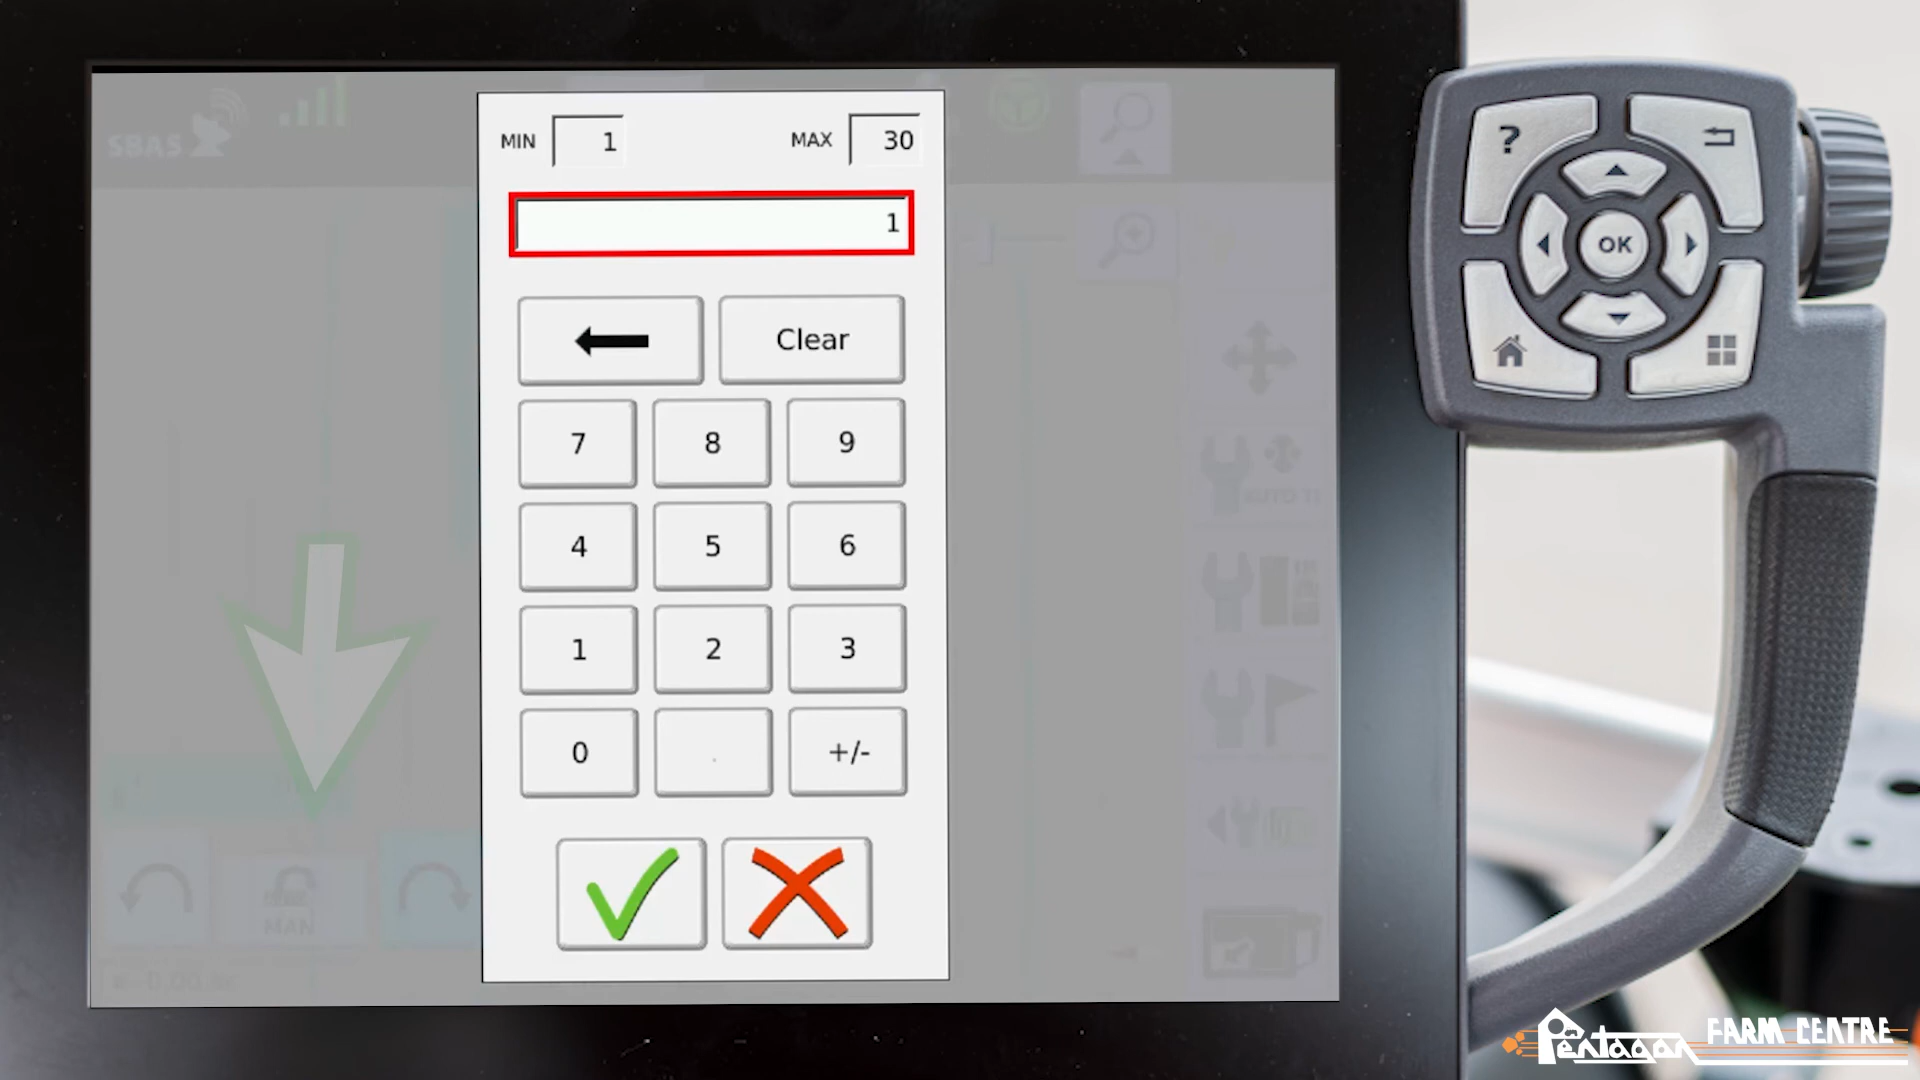 SBAS
MIN 1 MAX 30
1
Clear
7 8 9
4 5 6
1 2 3
0 . +/-
MAN
?
OK
Pentagon FARM CENTRE